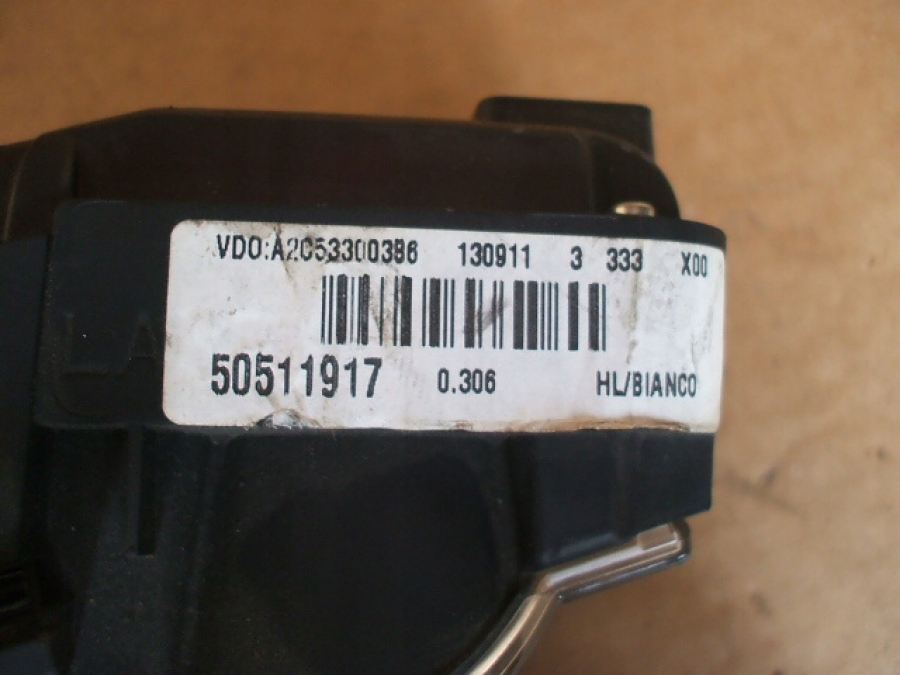 VDO:A2C53300386 130911 3 333 X00
50511917 0.306 HL/BIANCO